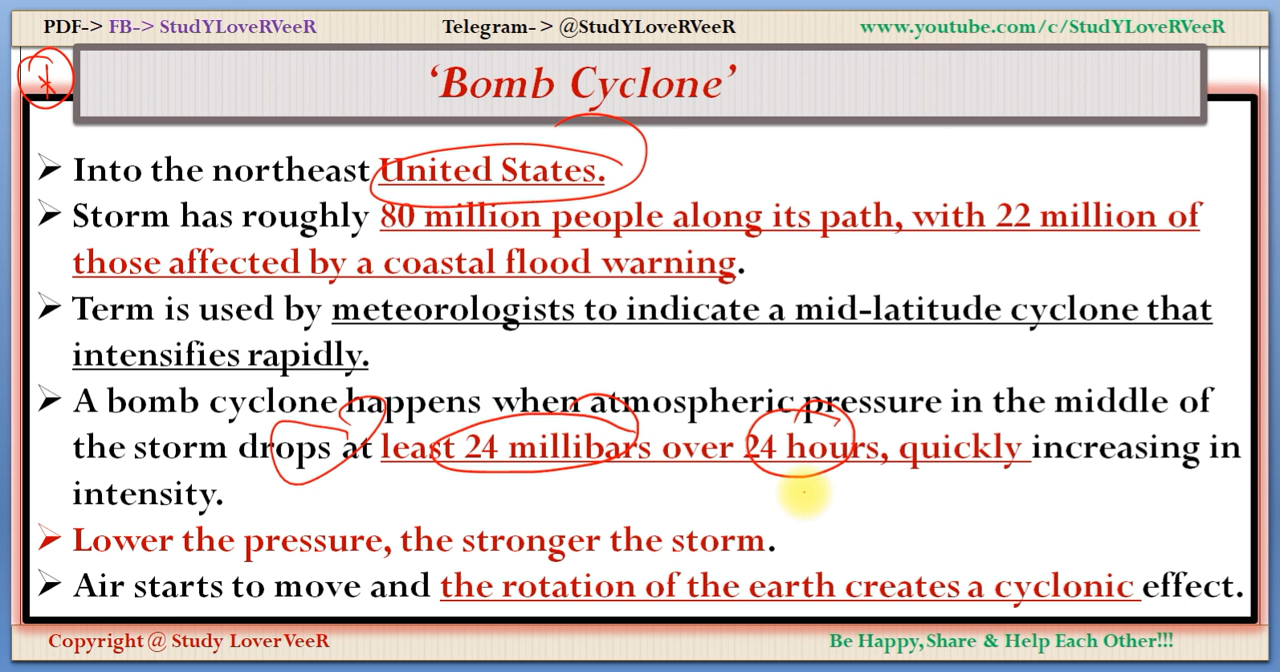 PDF-> FB-> StudYLoveRVeeR Telegram- > @StudYLoveRVeeR www.youtube.com/c/StudYLoveRVeeR
‘Bomb Cyclone’
➢ Into the northeast United States.
➢ Storm has roughly 80 million people along its path, with 22 million of
those affected by a coastal flood warning.
➢ Term is used by meteorologists to indicate a mid-latitude cyclone that
intensifies rapidly.
➢ A bomb cyclone happens when atmospheric pressure in the middle of
the storm drops at least 24 millibars over 24 hours, quickly increasing in
intensity.
➢ Lower the pressure, the stronger the storm.
➢ Air starts to move and the rotation of the earth creates a cyclonic effect.
Copyright @ Study LoverVeeR Be Happy,Share & Help Each Other!!!